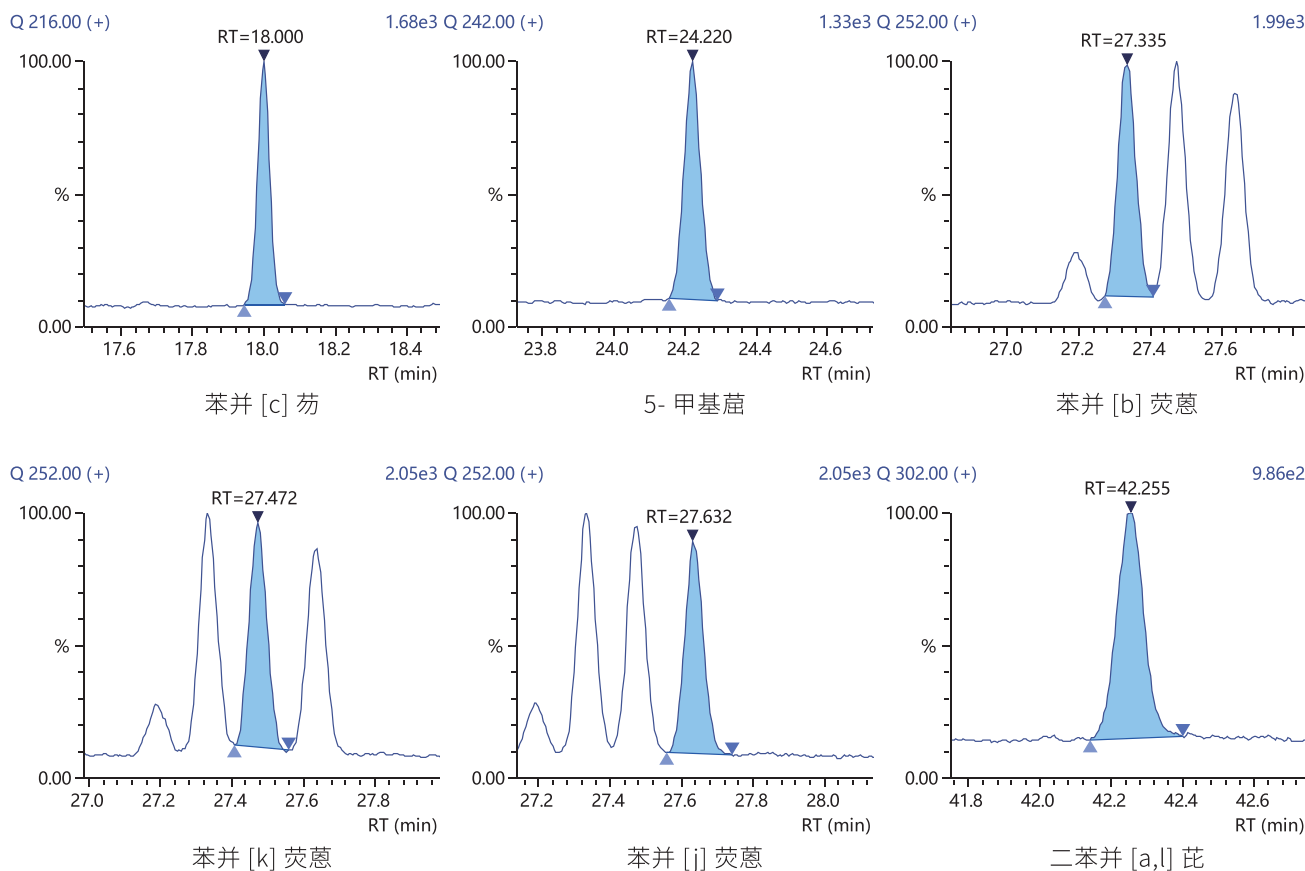 Q 216.00 (+) 1.68e3
RT=18.000
100.00
%
0.00
17.6 17.8 18.0 18.2 18.4
RT (min)
苯并 [c] 芴
Q 242.00 (+) 1.33e3
RT=24.220
100.00
%
0.00
23.8 24.0 24.2 24.4 24.6
RT (min)
5- 甲基䓛
Q 252.00 (+) 1.99e3
RT=27.335
100.00
%
0.00
27.0 27.2 27.4 27.6
RT (min)
苯并 [b] 荧蒽
Q 252.00 (+) 2.05e3
RT=27.472
100.00
%
0.00
27.0 27.2 27.4 27.6 27.8
RT (min)
苯并 [k] 荧蒽
Q 252.00 (+) 2.05e3
RT=27.632
100.00
%
0.00
27.2 27.4 27.6 27.8 28.0
RT (min)
苯并 [j] 荧蒽
Q 302.00 (+) 9.86e2
RT=42.255
100.00
%
0.00
41.8 42.0 42.2 42.4 42.6
RT (min)
二苯并 [a,l] 芘